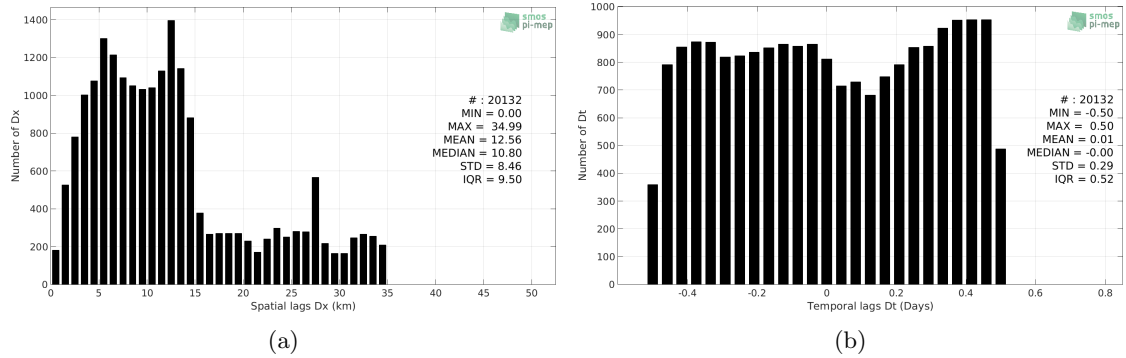 1400
1200
1000
800
600
400
200
0
Number of Dx
smos
pi-mep
# : 20132
MIN = 0.00
MAX = 34.99
MEAN = 12.56
MEDIAN = 10.80
STD = 8.46
IQR = 9.50
0 5 10 15 20 25 30 35 40 45 50
Spatial lags Dx (km)
(a)
1000
900
800
700
600
500
400
300
200
100
0
Number of Dt
smos
pi-mep
# : 20132
MIN = -0.50
MAX = 0.50
MEAN = 0.01
MEDIAN = -0.00
STD = 0.29
IQR = 0.52
-0.4 -0.2 0 0.2 0.4 0.6 0.8
Temporal lags Dt (Days)
(b)